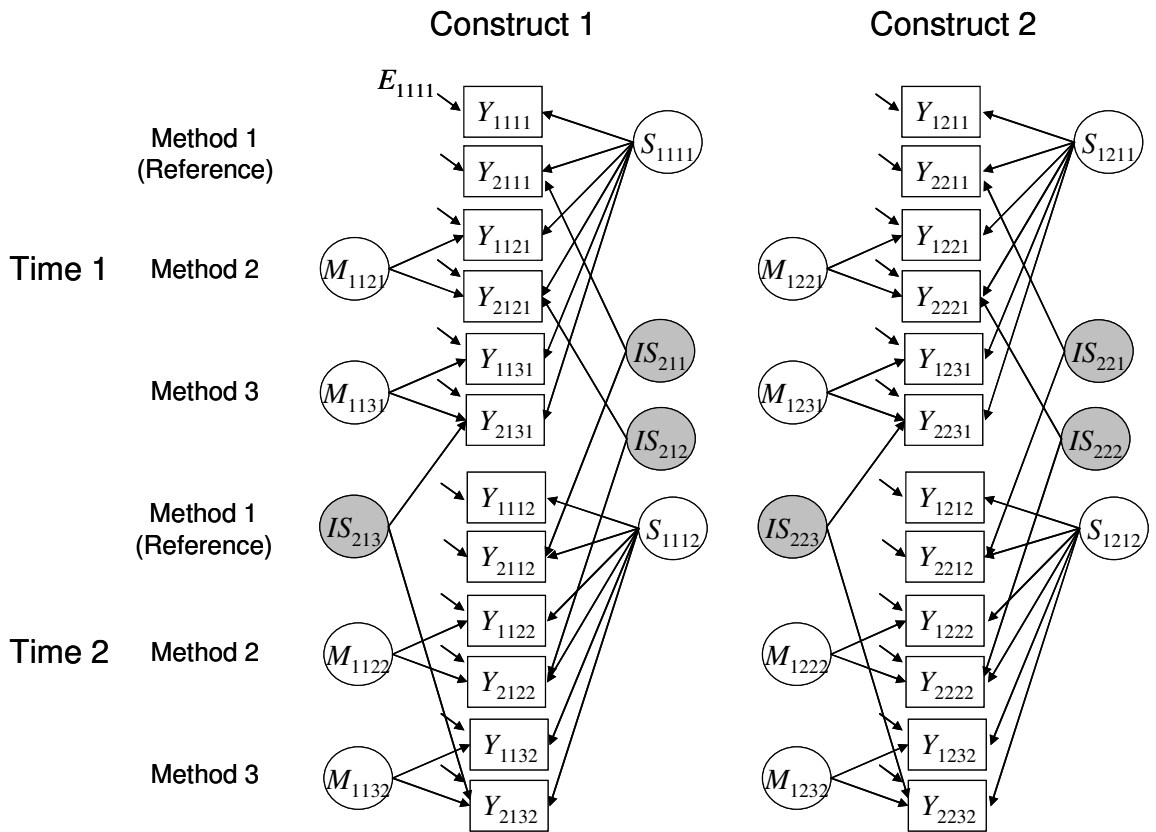 Construct 1 Construct 2
E1111
Y1111 Y1211
Method 1
(Reference)
S1111 S1211
Y2111 Y2211
Y1121 Y1221
Time 1 Method 2 M1121 M1221
Y2121 Y2221
Y1131 IS211 Y1231 IS221
Method 3 M1131 M1231
Y2131 IS212 Y2231 IS222
Y1112 Y1212
Method 1
(Reference)
IS213 S1112 IS223 S1212
Y2112 Y2212
Y1122 Y1222
Time 2 Method 2 M1122 M1222
Y2122 Y2222
Y1132 Y1232
Method 3 M1132 M1232
Y2132 Y2232